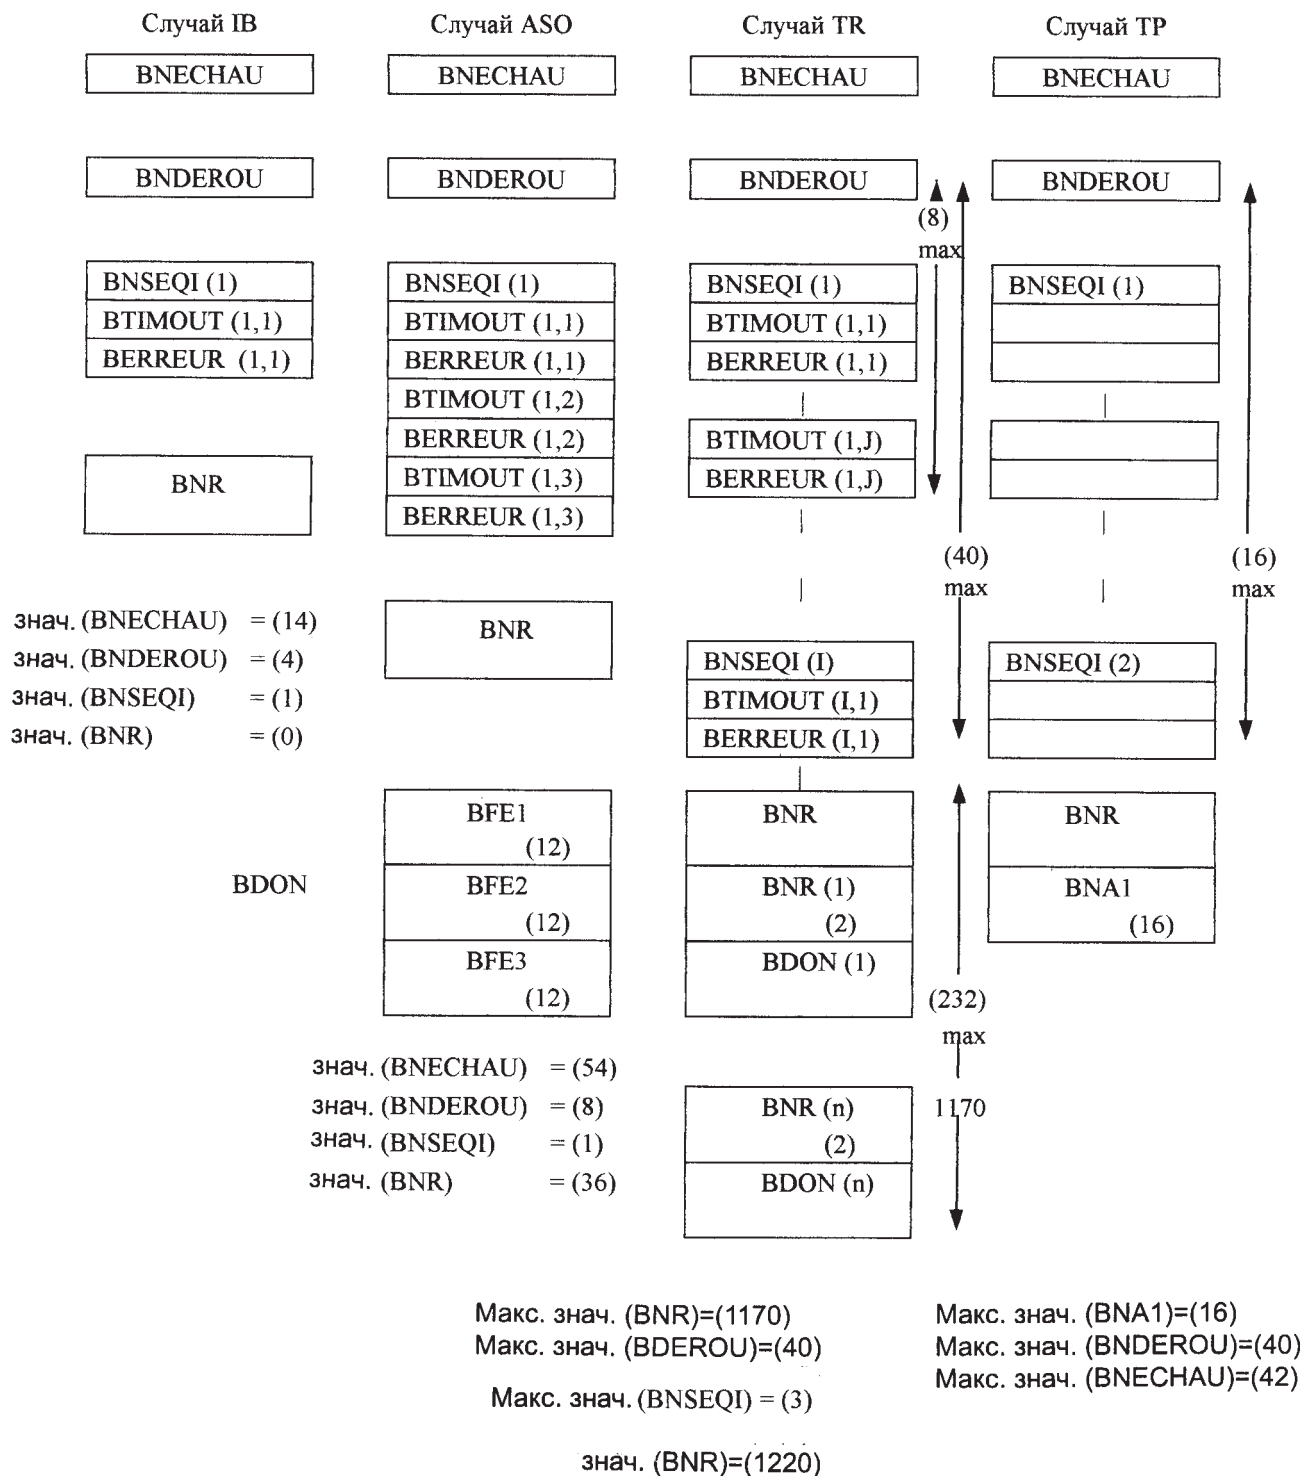 Случай IB Случай ASO Случай TR Случай TP
BNECHAU BNECHAU BNECHAU BNECHAU
BNDEROU BNDEROU BNDEROU BNDEROU
(8)
max
BNSEQI (1) BNSEQI (1) BNSEQI (1) BNSEQI (1)
BTIMOUT (1,1) BTIMOUT (1,1) BTIMOUT (1,1)
BERREUR (1,1) BERREUR (1,1) BERREUR (1,1)
BTIMOUT (1,2) BTIMOUT (1,J)
BERREUR (1,2) BERREUR (1,J)
BNR BTIMOUT (1,3)
BERREUR (1,3)
(40) (16)
max max
знач. (BNECHAU) = (14)
BNR
знач. (BNDEROU) = (4) BNSEQI (I) BNSEQI (2)
знач. (BNSEQI) = (1) BTIMOUT (I,1)
знач. (BNR) = (0) BERREUR (I,1)
BFE1 BNR BNR
(12)
BDON BFE2 BNR (1) BNA1
(12) (2) (16)
BFE3 BDON (1)
(12) (232)
max
знач. (BNECHAU) = (54)
знач. (BNDEROU) = (8) BNR (n) 1170
знач. (BNSEQI) = (1) (2)
знач. (BNR) = (36) BDON (n)
Макс. знач. (BNR)=(1170) Макс. знач. (BNA1)=(16)
Макс. знач. (BDEROU)=(40) Макс. знач. (BNDEROU)=(40)
Макс. знач. (BNECHAU)=(42)
Макс. знач. (BNSEQI) = (3)
знач. (BNR)=(1220)